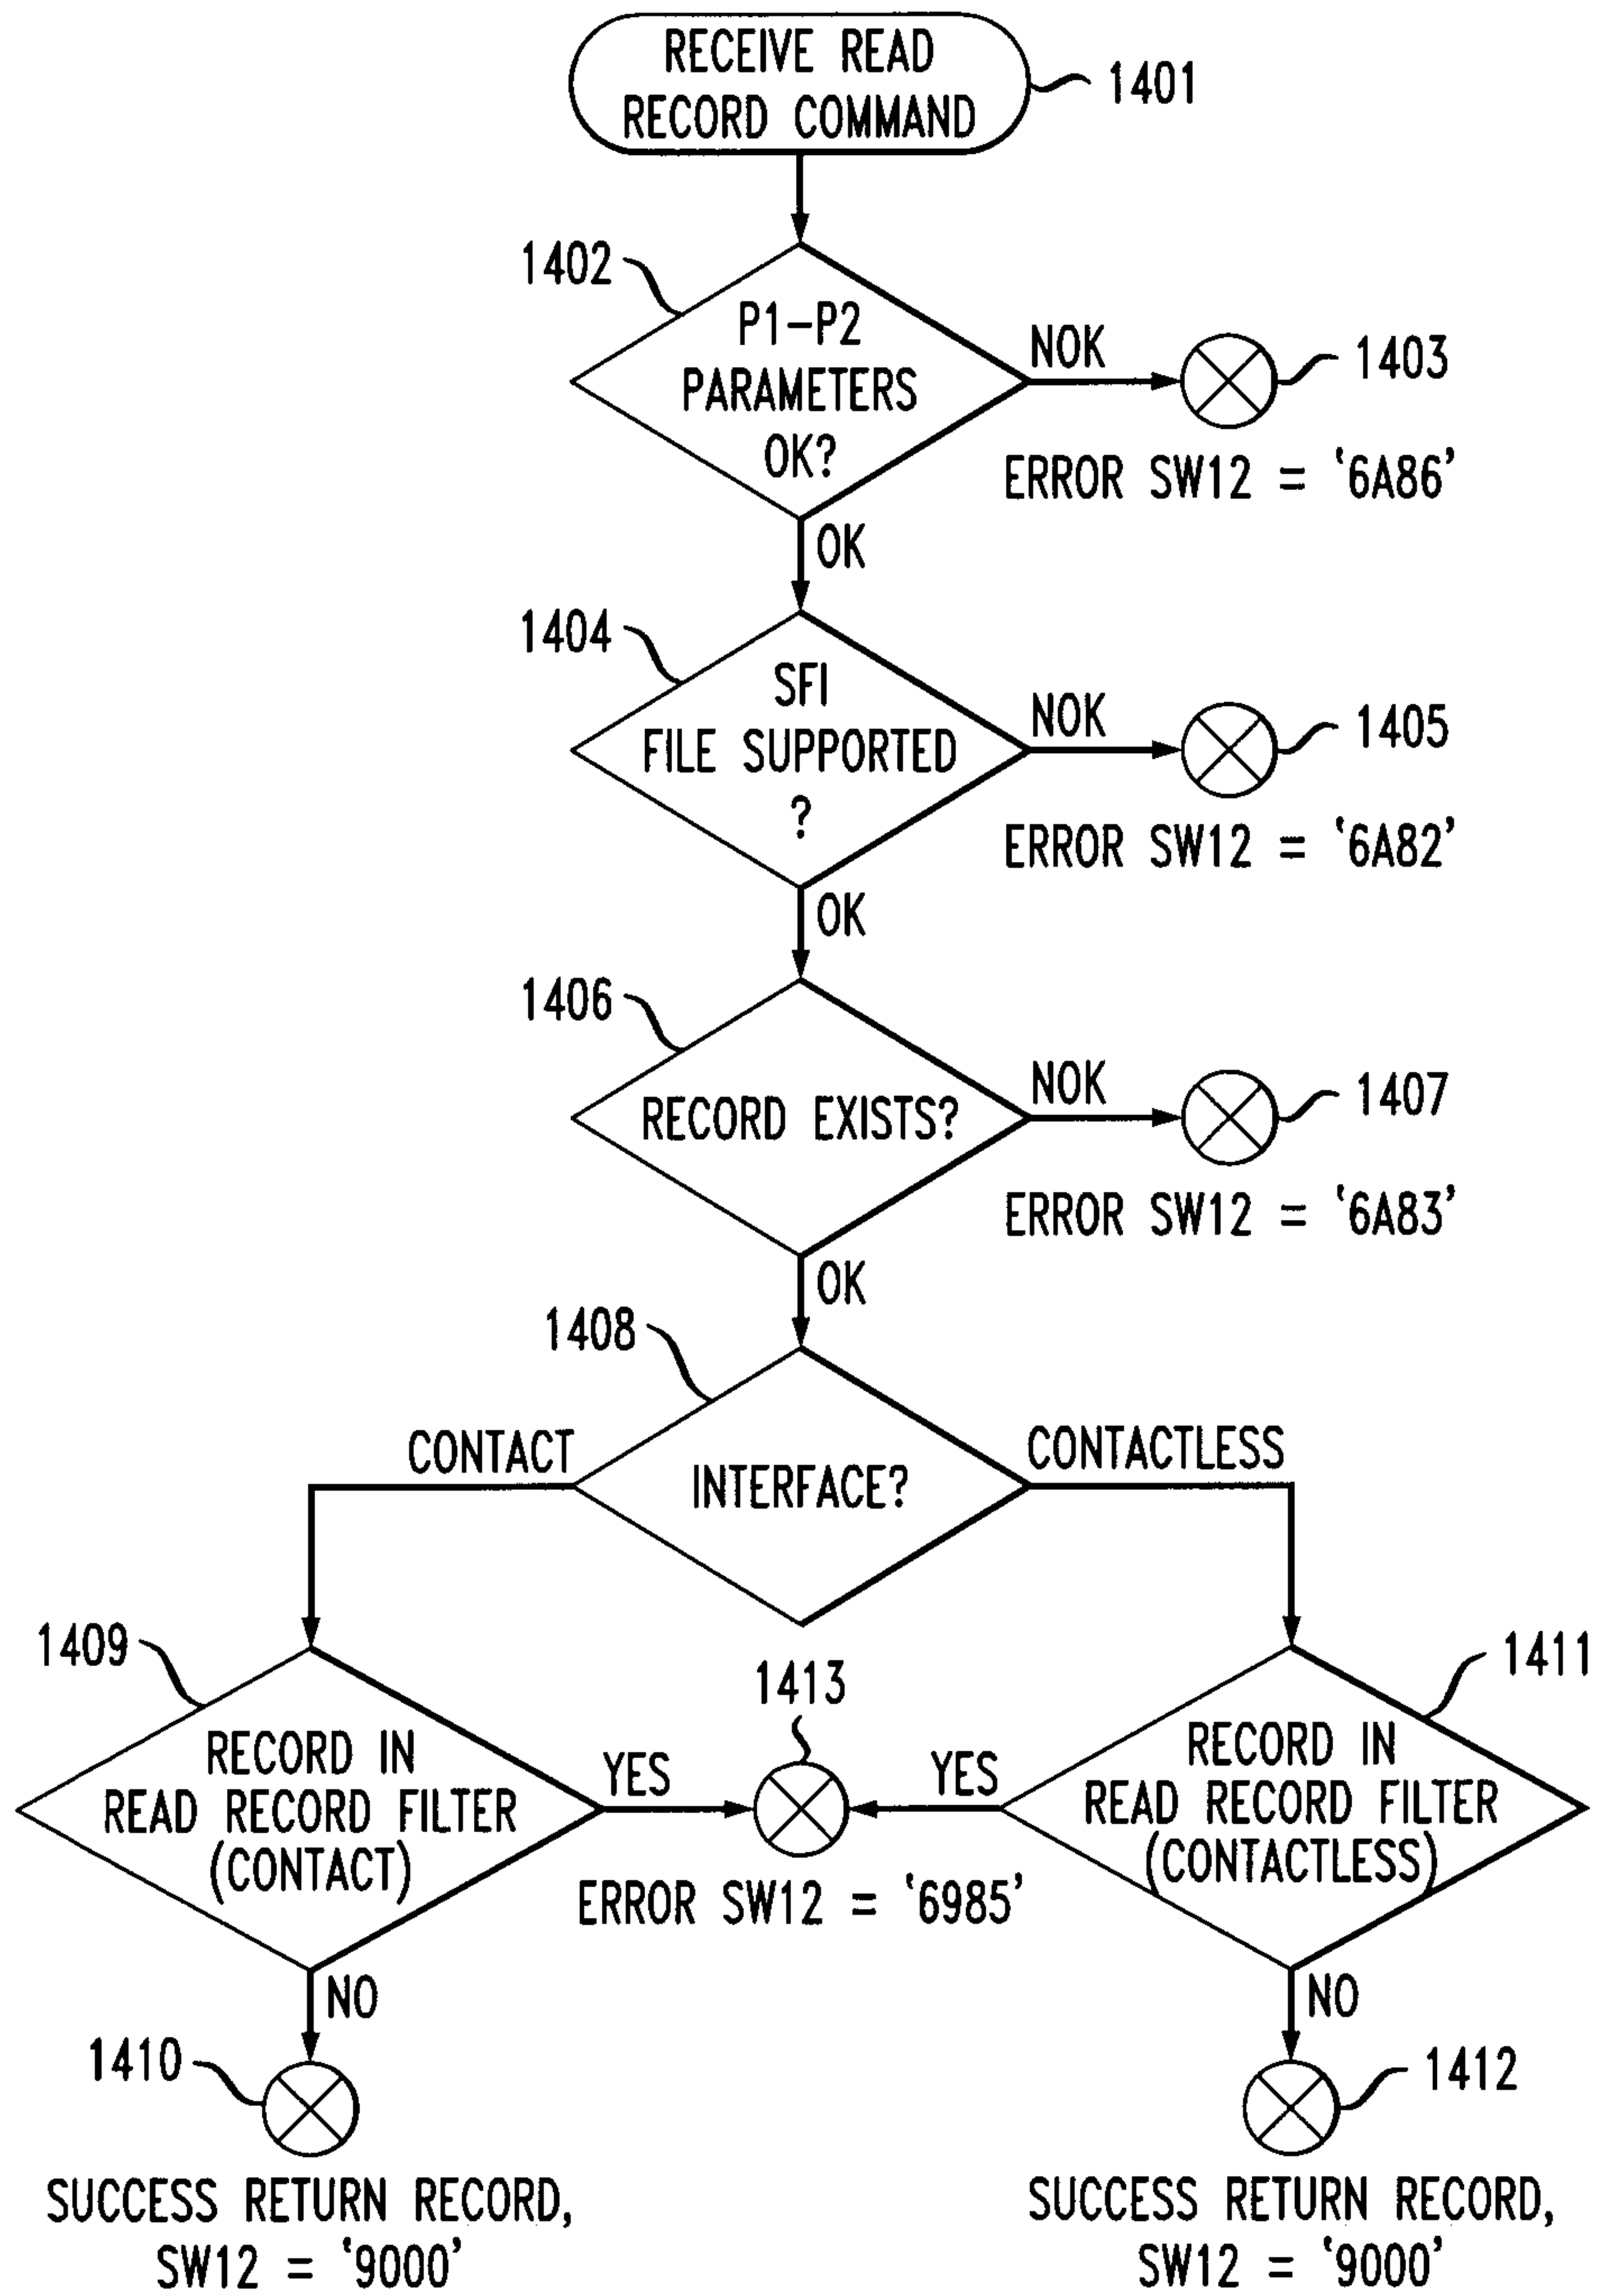 RECEIVE READ
RECORD COMMAND
1401
1402
P1-P2
PARAMETERS
OK?
NOK
1403
ERROR SW12 = '6A86'
OK
1404
SFI
FILE SUPPORTED
?
NOK
1405
ERROR SW12 = '6A82'
OK
1406
RECORD EXISTS?
NOK
1407
ERROR SW12 = '6A83'
OK
1408
INTERFACE?
CONTACT
CONTACTLESS
1409
RECORD IN
READ RECORD FILTER
(CONTACT)
YES
1413
ERROR SW12 = '6985'
YES
1411
RECORD IN
READ RECORD FILTER
(CONTACTLESS)
NO
1410
SUCCESS RETURN RECORD,
SW12 = '9000'
NO
1412
SUCCESS RETURN RECORD,
SW12 = '9000'